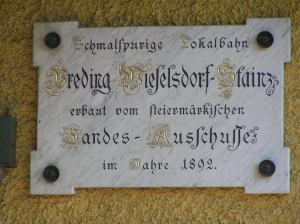 Schmalspurige Lokalbahn
Preding-Wieselsdorf-Stainz
erbaut vom steiermärkischen
Landes-Ausschusse
im Jahre 1892.